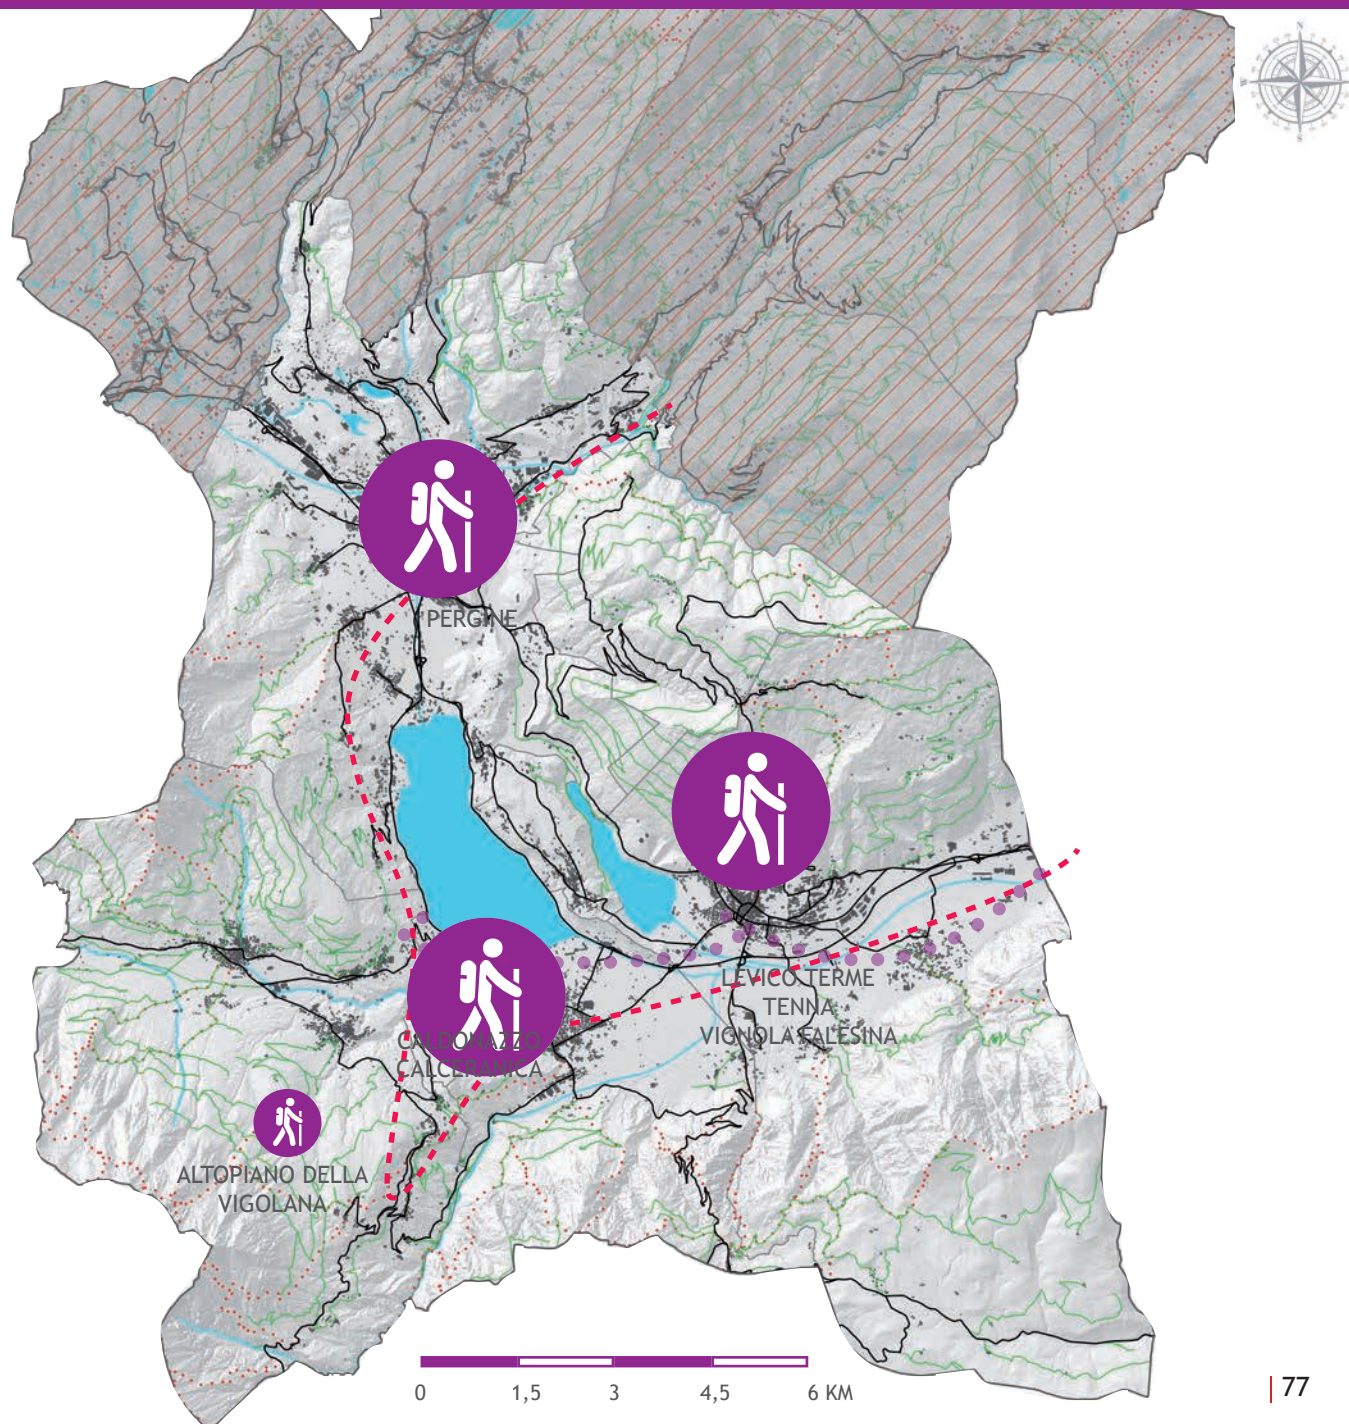 N
W
S
PERGINE
LEVICO TERME
TENNA
VIGNOLA FALESINA
CALDONAZZO
CALCERANICA
ALTOPIANO DELLA
VIGOLANA
0 1,5 3 4,5 6 KM
77